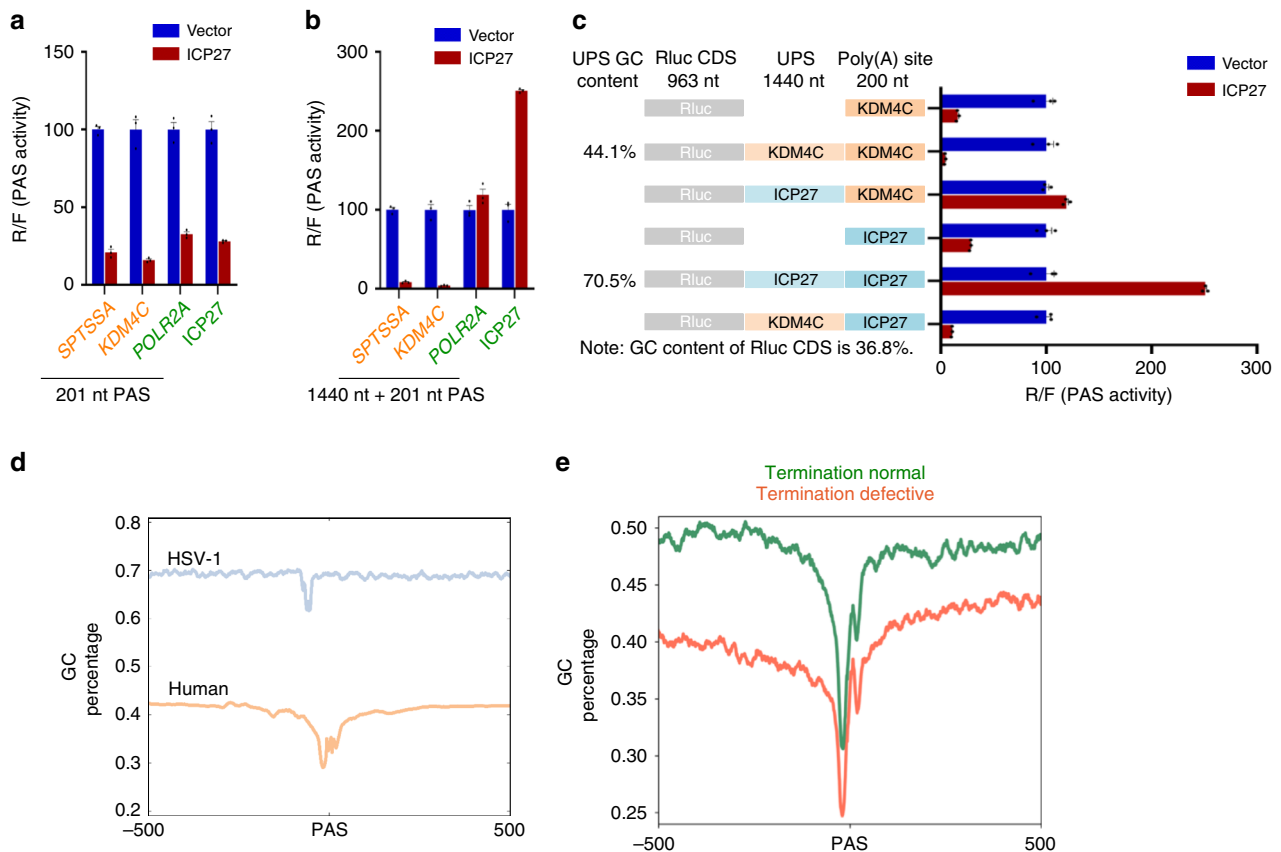 a
Vector
ICP27
150
100
50
0
R/F (PAS activity)
SPTSSA
KDM4C
POLR2A
ICP27
201 nt PAS
b
Vector
ICP27
300
200
100
0
R/F (PAS activity)
SPTSSA
KDM4C
POLR2A
ICP27
1440 nt + 201 nt PAS
c
UPS GC content
Rluc CDS 963 nt
UPS 1440 nt
Poly(A) site 200 nt
Vector
ICP27
Rluc KDM4C
44.1% Rluc KDM4C KDM4C
Rluc ICP27 KDM4C
Rluc ICP27
70.5% Rluc ICP27 ICP27
Rluc KDM4C ICP27
Note: GC content of Rluc CDS is 36.8%.
0 100 200 300
R/F (PAS activity)
d
0.8
0.7
0.6
0.5
0.4
0.3
0.2
GC percentage
HSV-1
Human
–500 PAS 500
e
Termination normal
Termination defective
0.50
0.45
0.40
0.35
0.30
0.25
GC percentage
–500 PAS 500